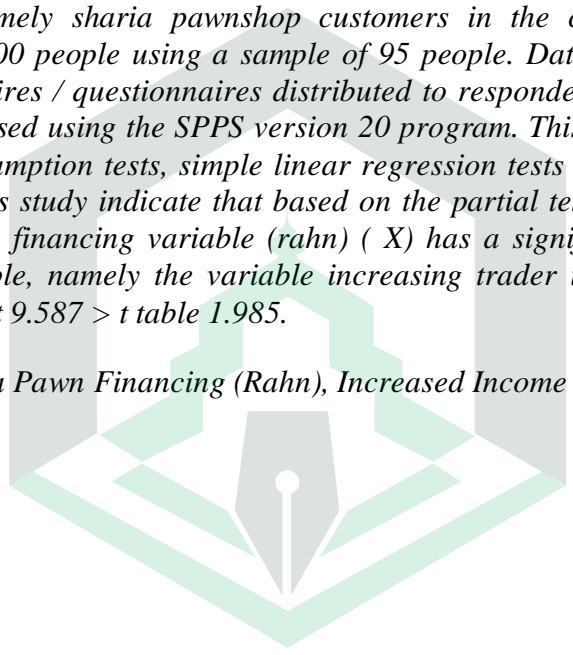 mely sharia pawnshop customers in the c
00 people using a sample of 95 people. Dat
ires / questionnaires distributed to responde
sed using the SPPS version 20 program. This
umption tests, simple linear regression tests
s study indicate that based on the partial te
financing variable (rahn) ( X) has a signi
ble, namely the variable increasing trader i
t 9.587 > t table 1.985.
a Pawn Financing (Rahn), Increased Income